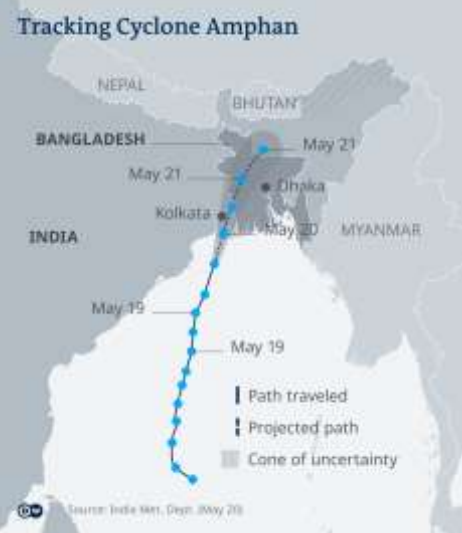 Tracking Cyclone Amphan
NEPAL
BHUTAN
BANGLADESH
May 21
May 21
Dhaka
Kolkata
May 20
INDIA
MYANMAR
May 19
May 19
Path traveled
Projected path
Cone of uncertainty
DW
Source: India Met. Dept. (May 20)